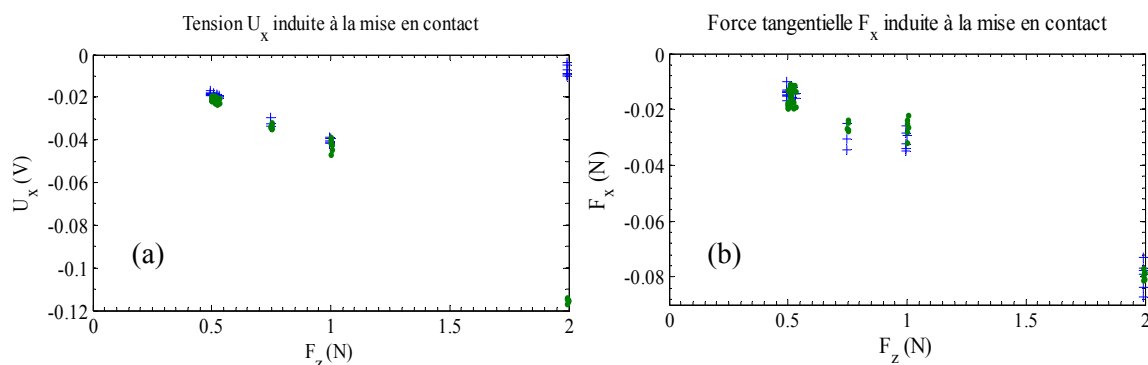 Tension U_x induite à la mise en contact
0
-0.02
-0.04
-0.06
-0.08
-0.1
-0.12
U_x (V)
(a)
0 0.5 1 1.5 2
F_z (N)
Force tangentielle F_x induite à la mise en contact
0
-0.02
-0.04
-0.06
-0.08
F_x (N)
(b)
0 0.5 1 1.5 2
F_z (N)